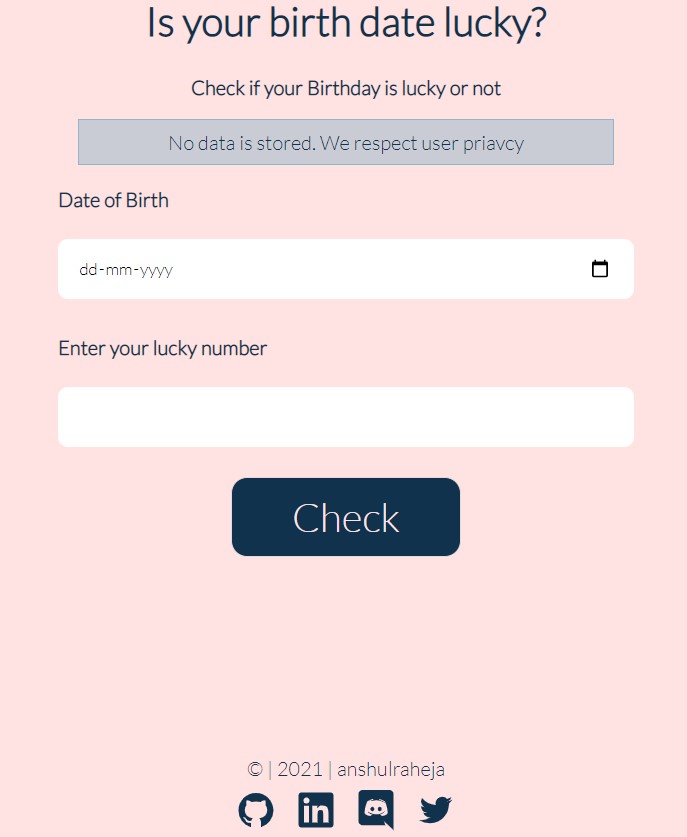 Is your birth date lucky?
Check if your Birthday is lucky or not
No data is stored. We respect user priavcy
Date of Birth
dd-mm-yyyy
Enter your lucky number
Check
© | 2021 | anshulraheja
in